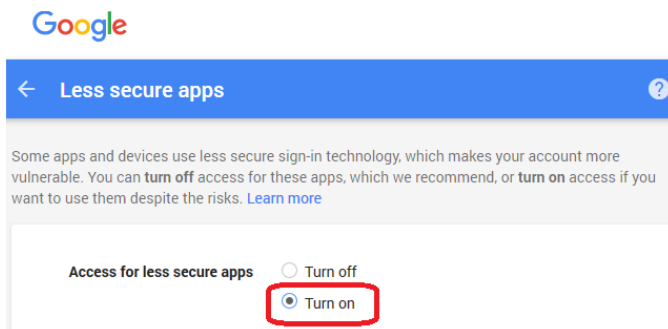 Google
Less secure apps
Some apps and devices use less secure sign-in technology, which makes your account more
vulnerable. You can turn off access for these apps, which we recommend, or turn on access if you
want to use them despite the risks. Learn more
Access for less secure apps
Turn off
Turn on